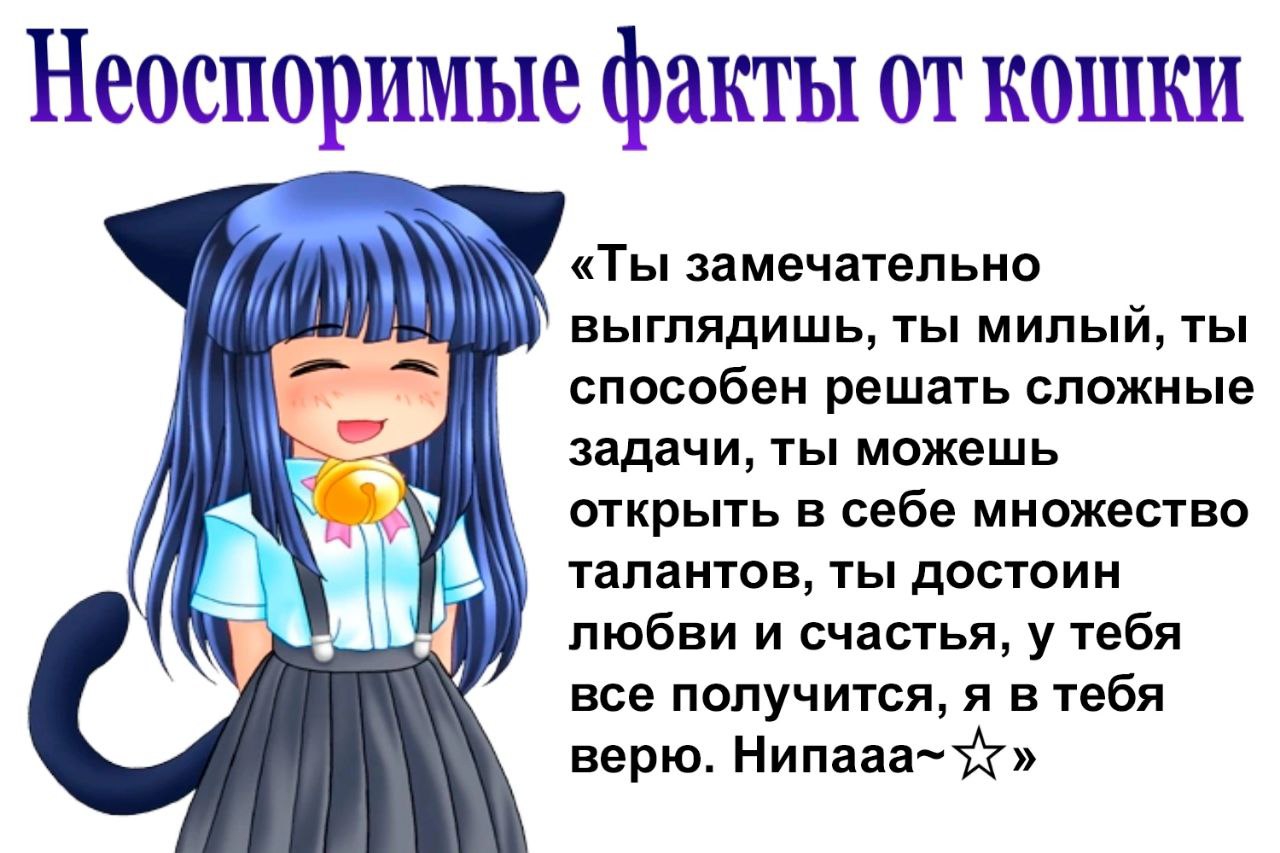 Неоспоримые факты от кошки
«Ты замечательно
выглядишь, ты милый, ты
способен решать сложные
задачи, ты можешь
открыть в себе множество
талантов, ты достоин
любви и счастья, у тебя
все получится, я в тебя
верю. Нипааа~☆»